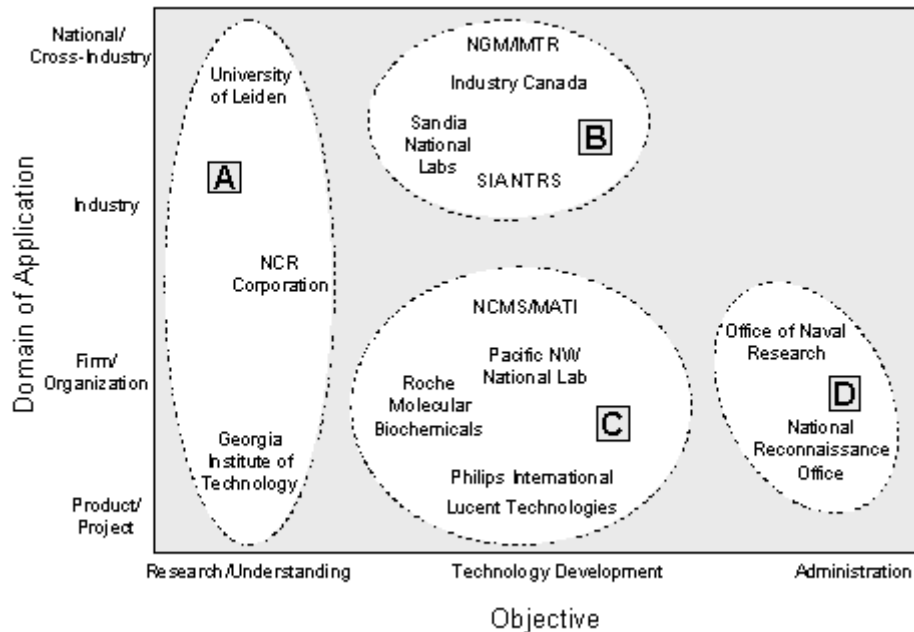 National/
Cross-Industry
Industry
Firm/
Organization
Product/
Project
Domain of Application
University
of Leiden
A
NCR
Corporation
Georgia
Institute of
Technology
NGM/IMTR
Industry Canada
Sandia
National
Labs
B
SIANTRS
NCMS/MATI
Pacific NW
National Lab
Roche
Molecular
Biochemicals
C
Philips International
Lucent Technologies
Office of Naval
Research
D
National
Reconnaissance
Office
Research/Understanding
Technology Development
Administration
Objective